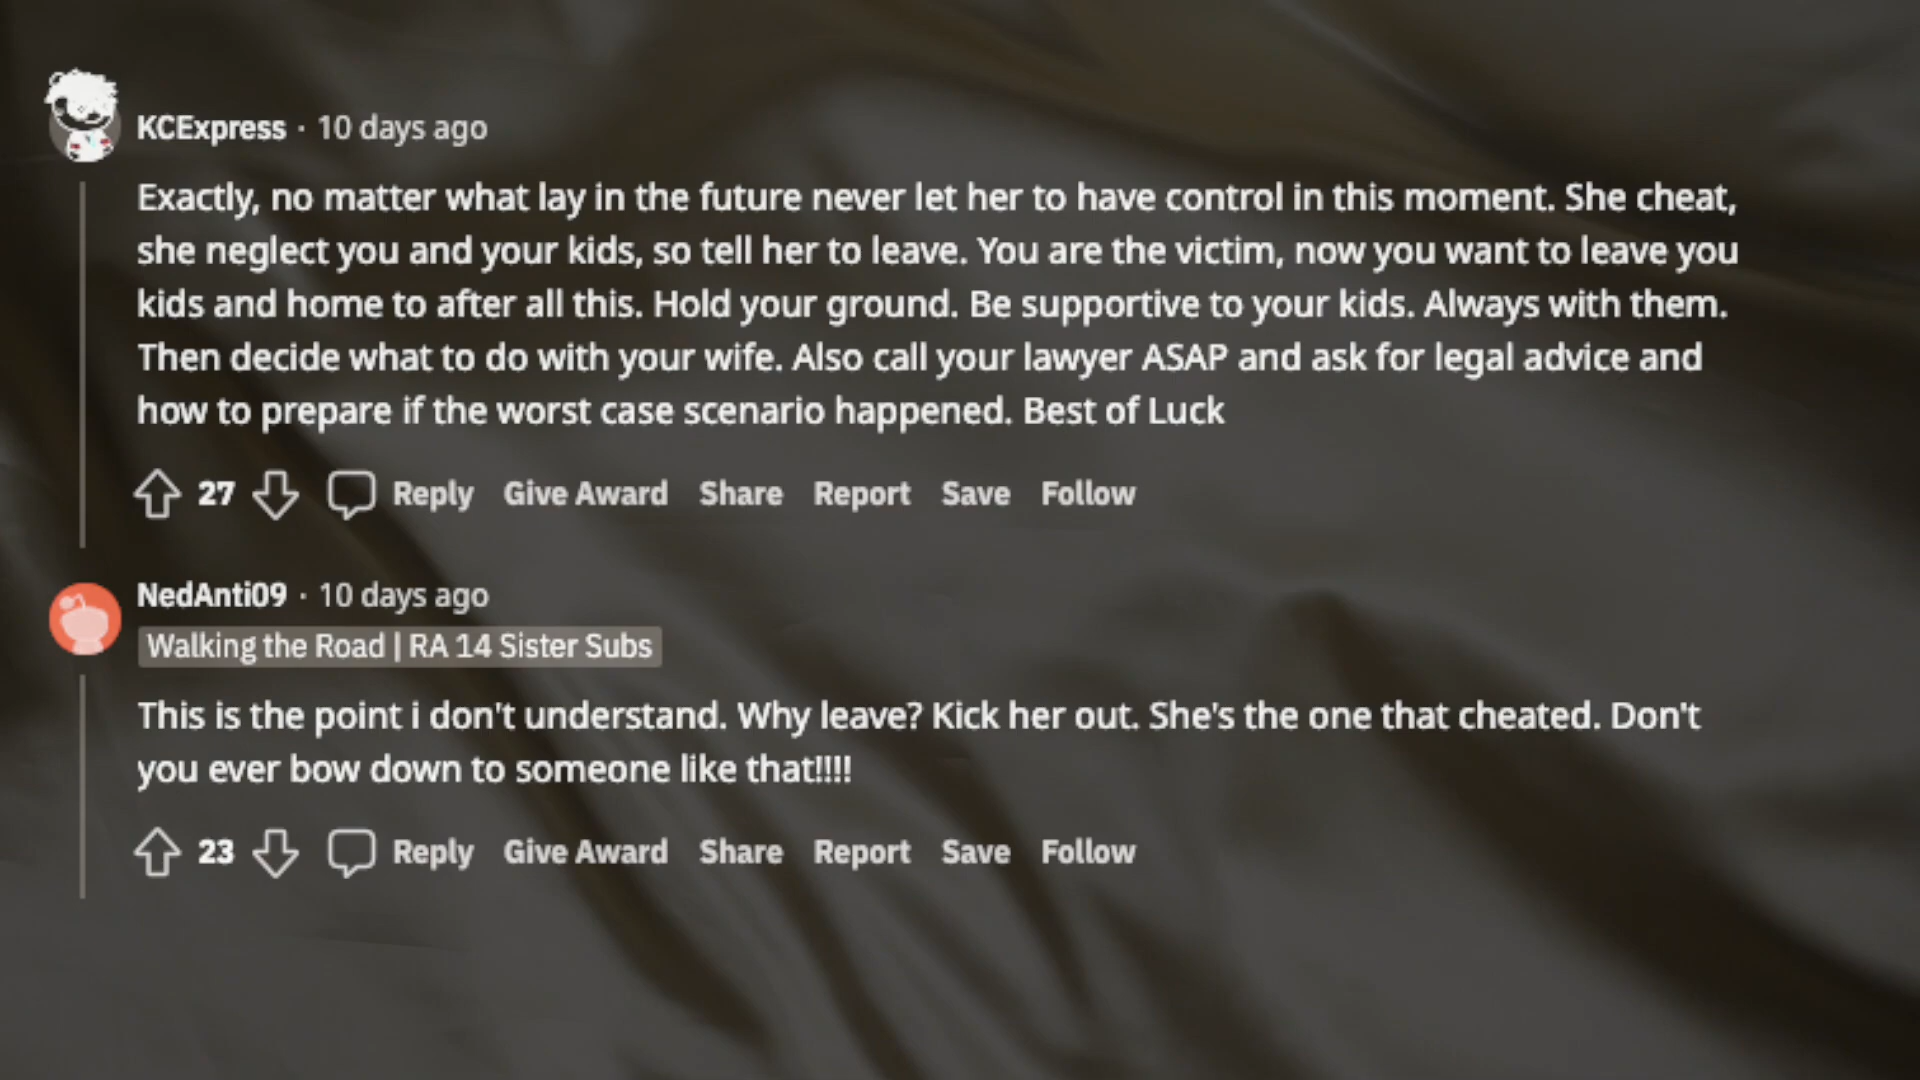 KCExpress · 10 days ago
Exactly, no matter what lay in the future never let her to have control in this moment. She cheat,
she neglect you and your kids, so tell her to leave. You are the victim, now you want to leave you
kids and home to after all this. Hold your ground. Be supportive to your kids. Always with them.
Then decide what to do with your wife. Also call your lawyer ASAP and ask for legal advice and
how to prepare if the worst case scenario happened. Best of Luck
27 Reply Give Award Share Report Save Follow
NedAnti09 · 10 days ago
Walking the Road | RA 14 Sister Subs
This is the point i don't understand. Why leave? Kick her out. She's the one that cheated. Don't
you ever bow down to someone like that!!!!
23 Reply Give Award Share Report Save Follow